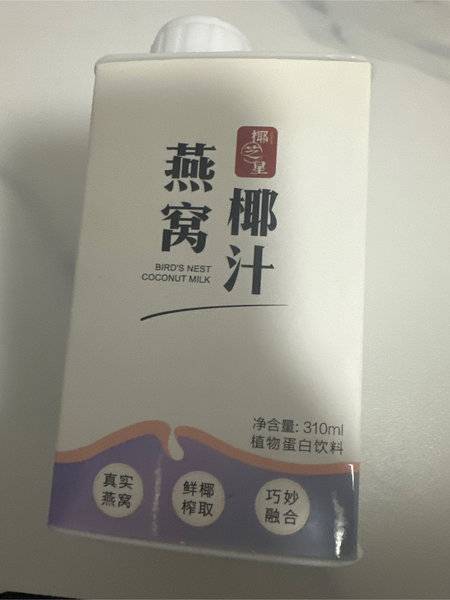 椰芝星
燕窝
椰汁
BIRD'S NEST
COCONUT MILK
净含量: 310ml
植物蛋白饮料
真实
燕窝
鲜椰
榨取
巧妙
融合